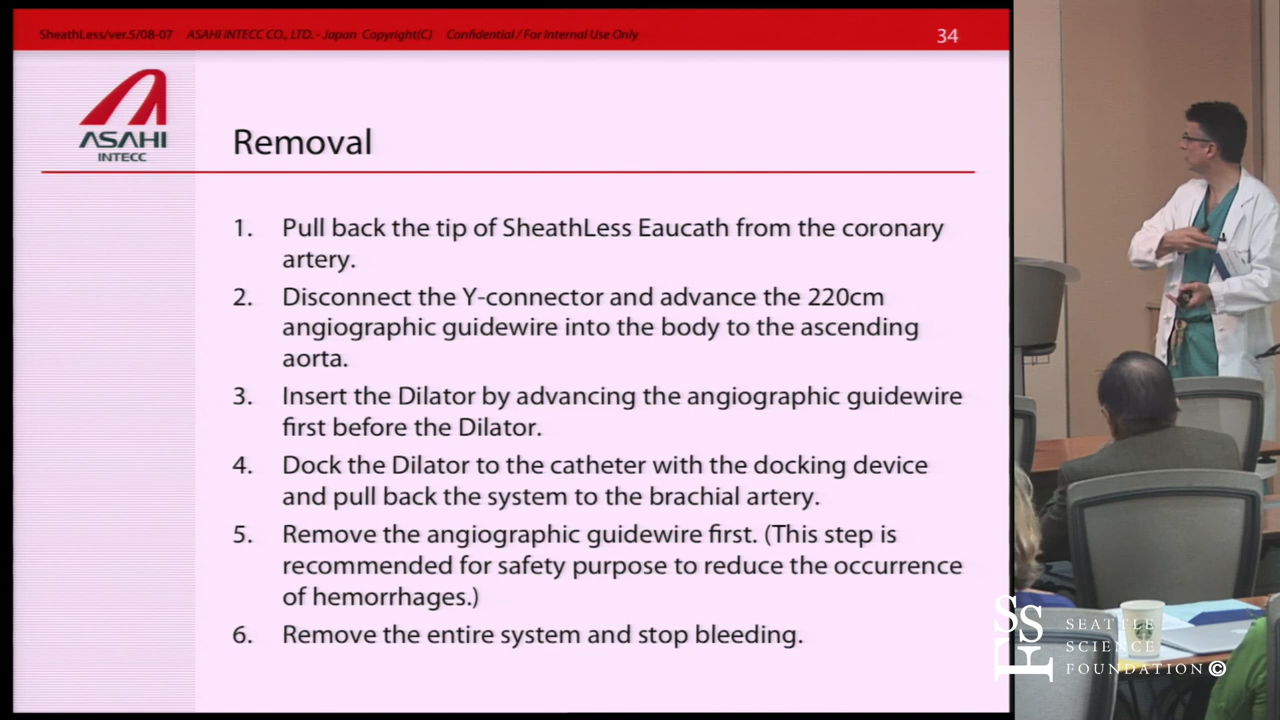 SheathLess/ver.5/08-07 ASAHI INTECC CO., LTD. - Japan Copyright(C) Confidential / For Internal Use Only 34
ASAHI
INTECC
Removal
1. Pull back the tip of SheathLess Eaucath from the coronary
artery.
2. Disconnect the Y-connector and advance the 220cm
angiographic guidewire into the body to the ascending
aorta.
3. Insert the Dilator by advancing the angiographic guidewire
first before the Dilator.
4. Dock the Dilator to the catheter with the docking device
and pull back the system to the brachial artery.
5. Remove the angiographic guidewire first. (This step is
recommended for safety purpose to reduce the occurrence
of hemorrhages.)
6. Remove the entire system and stop bleeding.
SSF
SEATTLE
SCIENCE
FOUNDATION©